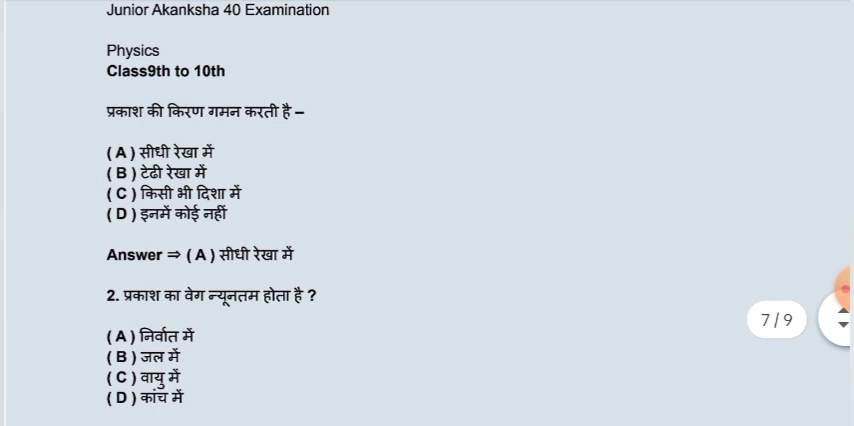 Junior Akanksha 40 Examination
Physics
Class9th to 10th
प्रकाश की किरण गमन करती है –
( A ) सीधी रेखा में
( B ) टेढी रेखा में
( C ) किसी भी दिशा में
( D ) इनमें कोई नहीं
Answer ⇒ ( A ) सीधी रेखा में
2. प्रकाश का वेग न्यूनतम होता है ?
( A ) निर्वात में
( B ) जल में
( C ) वायु में
( D ) कांच में
7 / 9